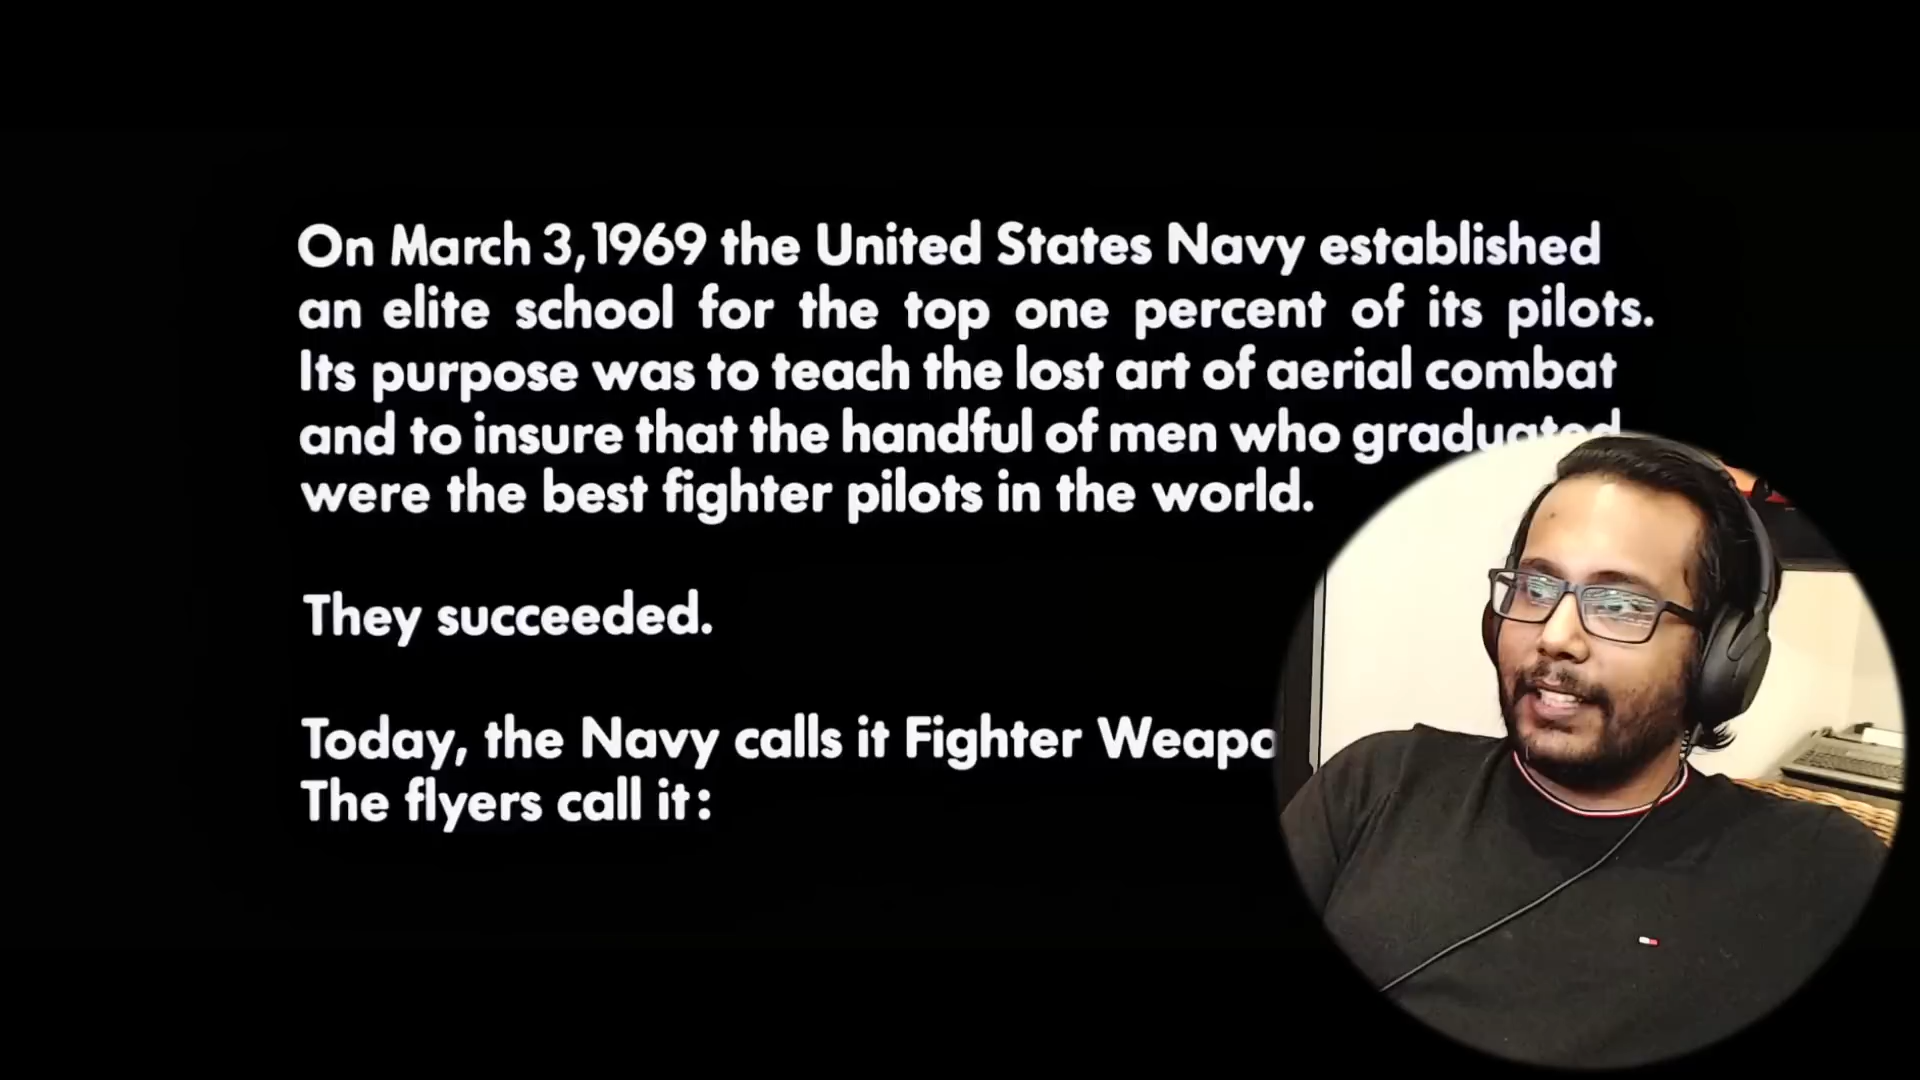 On March 3,1969 the United States Navy established
an elite school for the top one percent of its pilots.
Its purpose was to teach the lost art of aerial combat
and to insure that the handful of men who graduated
were the best fighter pilots in the world.
They succeeded.
Today, the Navy calls it Fighter
The flyers call it: